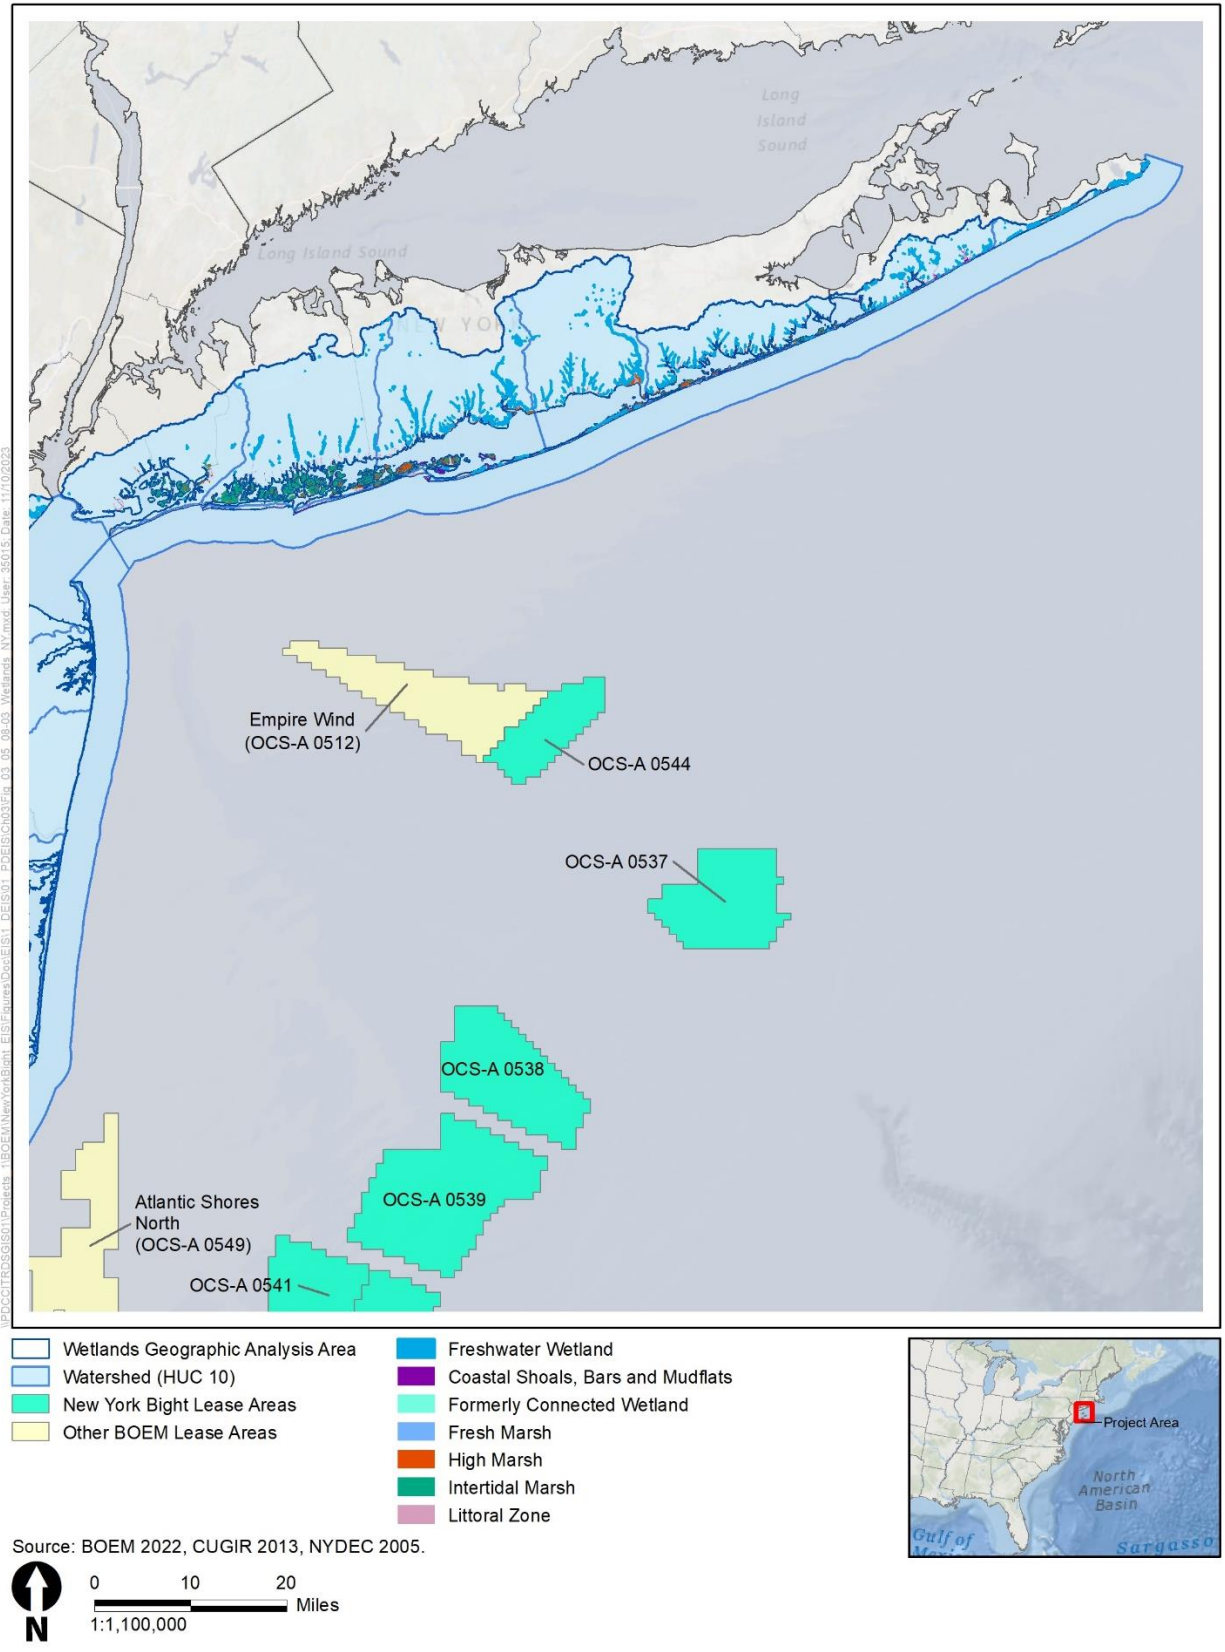 Long
Island
Sound
Long Island Sound
NEW YORK
Empire Wind
(OCS-A 0512)
OCS-A 0544
OCS-A 0537
OCS-A 0538
OCS-A 0539
Atlantic Shores
North
(OCS-A 0549)
OCS-A 0541
Wetlands Geographic Analysis Area
Watershed (HUC 10)
New York Bight Lease Areas
Other BOEM Lease Areas
Freshwater Wetland
Coastal Shoals, Bars and Mudflats
Formerly Connected Wetland
Fresh Marsh
High Marsh
Intertidal Marsh
Littoral Zone
Project Area
North
American
Basin
Gulf of
Sargasso
Source: BOEM 2022, CUGIR 2013, NYDEC 2005.
N
0 10 20
Miles
1:1,100,000